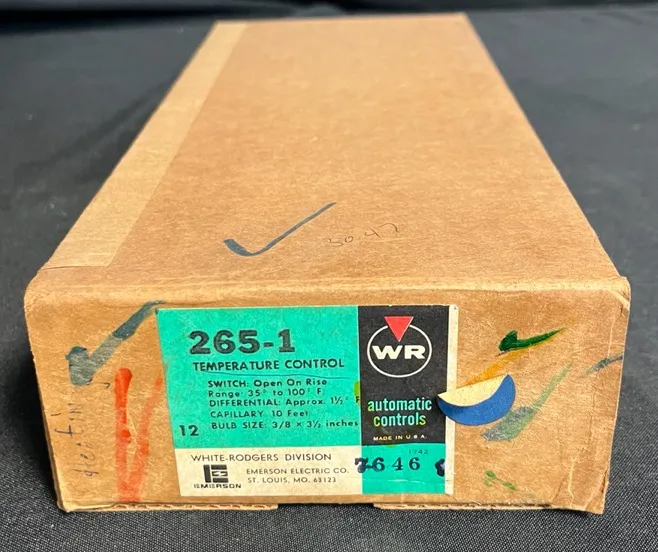 265-1
TEMPERATURE CONTROL
SWITCH: Open On Rise
Range: 35° to 100° F.
DIFFERENTIAL: Approx. 1½° F
CAPILLARY: 10 Feet
BULB SIZE: 3/8 x 3½ inches
12
WHITE-RODGERS DIVISION
EMERSON ELECTRIC CO.
ST. LOUIS, MO. 63123
EMERSON
WR
automatic
controls
MADE IN U.S.A.
1742
7646